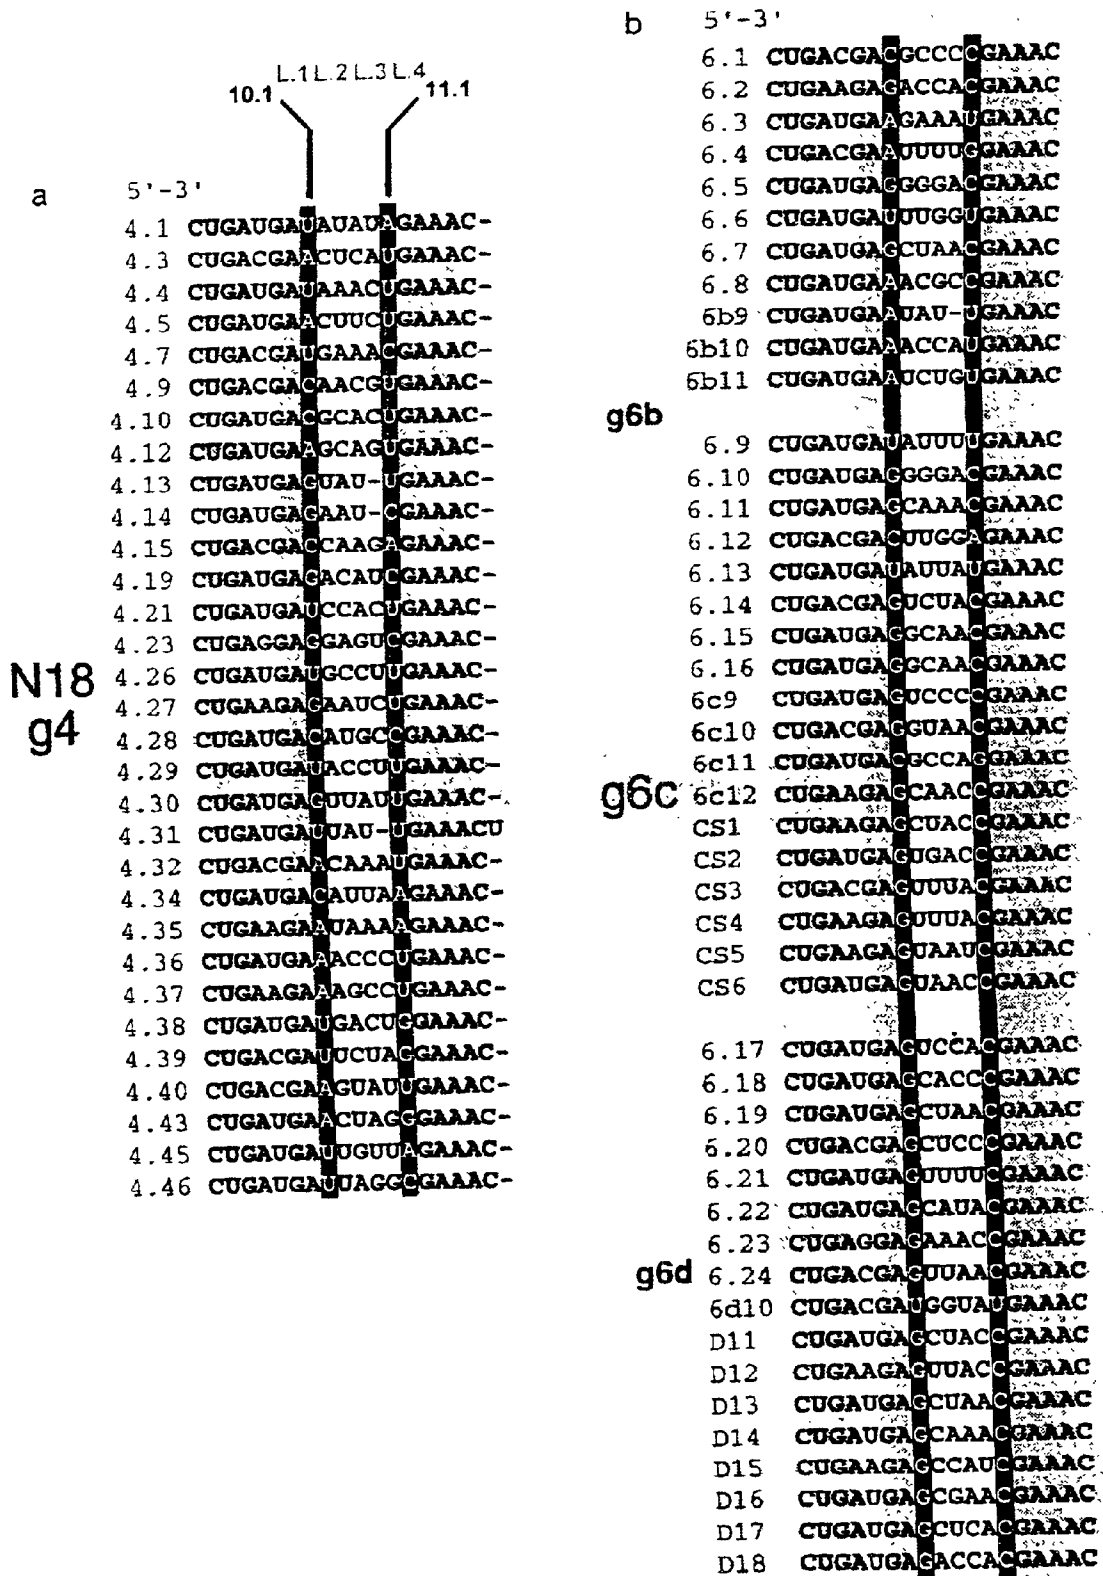 L.1 L.2 L.3 L.4
10.1 11.1
a 5'-3'
4.1 CUGAUGAUAUAUAGAAAC-
4.3 CUGACGAACUCAUGAAAC-
4.4 CUGAUGAUAAACUGAAAC-
4.5 CUGAUGAACUUCUGAAAC-
4.7 CUGACGAUGAAACGAAAC-
4.9 CUGACGACAACGUGAAAC-
4.10 CUGAUGACGCACUGAAAC-
4.12 CUGAUGAAGCAGUGAAAC-
4.13 CUGAUGAGUAU-UGAAAC-
4.14 CUGAUGAGAAU-CGAAAC-
4.15 CUGACGACCAAGAGAAAC-
4.19 CUGAUGAGACAUCGAAAC-
4.21 CUGAUGAUCCACUGAAAC-
4.23 CUGAGGAGGAGUCGAAAC-
4.26 CUGAUGAUGCCUUGAAAC-
N18
4.27 CUGAAGAGAAUCUGAAAC-
g4
4.28 CUGAUGACAUGCCGAAAC-
4.29 CUGAUGAUACCUUGAAAC-
4.30 CUGAUGAGUUAUUGAAAC-
4.31 CUGAUGAUUAU-UGAAACU
4.32 CUGACGAACAAAUGAAAC-
4.34 CUGAUGACAUUAAGAAAC-
4.35 CUGAAGAAUAAAAGAAAC-
4.36 CUGAUGAAACCCUGAAAC-
4.37 CUGAAGAAAGCCUGAAAC-
4.38 CUGAUGAUGACUGGAAAC-
4.39 CUGACGAUUCUAGGAAAC-
4.40 CUGACGAAGUAUUGAAAC-
4.43 CUGAUGAACUAGGGAAAC-
4.45 CUGAUGAUUGUUAGAAAC-
4.46 CUGAUGAUUAGGCGAAAC-
b 5'-3'
6.1 CUGACGACGCCCCGAAAC
6.2 CUGAAGAGACCACGAAAC
6.3 CUGAUGAAGAAAUGAAAC
6.4 CUGACGAAUUUUGGAAAC
6.5 CUGAUGAGGGGACGAAAC
6.6 CUGAUGAUUUGGUGAAAC
6.7 CUGAUGAGCUAACGAAAC
6.8 CUGAUGAAACGCCGAAAC
6b9 CUGAUGAAUAU-UGAAAC
6b10 CUGAUGAAACCAUGAAAC
6b11 CUGAUGAAUCUGUGAAAC
g6b
6.9 CUGAUGAUAUUUUGAAAC
6.10 CUGAUGAGGGGACGAAAC
6.11 CUGAUGAGCAAACGAAAC
6.12 CUGACGACUUGGAGAAAC
6.13 CUGAUGAUAUUAUGAAAC
6.14 CUGACGAGUCUACGAAAC
6.15 CUGAUGAGGCAACGAAAC
6.16 CUGAUGAGGCAACGAAAC
6c9 CUGAUGAGUCCCCGAAAC
6c10 CUGACGAGGUAACGAAAC
6c11 CUGAUGACGCCAGGAAAC
g6c 6c12 CUGAAGAGCAACCGAAAC
CS1 CUGAAGAGCUACCGAAAC
CS2 CUGAUGAGUGACCGAAAC
CS3 CUGACGAGUUUACGAAAC
CS4 CUGAAGAGUUUACGAAAC
CS5 CUGAAGAGUAAUCGAAAC
CS6 CUGAUGAGUAACCGAAAC
6.17 CUGAUGAGUCCACGAAAC
6.18 CUGAUGAGCACCCGAAAC
6.19 CUGAUGAGCUAACGAAAC
6.20 CUGACGAGCUCCCGAAAC
6.21 CUGAUGAGUUUUCGAAAC
6.22 CUGAUGAGCAUACGAAAC
6.23 CUGAGGAGAAACCGAAAC
g6d 6.24 CUGACGAGUUAACGAAAC
6d10 CUGACGAUGGUAUGAAAC
D11 CUGAUGAGCUACCGAAAC
D12 CUGAAGAGUUACCGAAAC
D13 CUGAUGAGCUAACGAAAC
D14 CUGAUGAGCAAACGAAAC
D15 CUGAAGAGCCAUCGAAAC
D16 CUGAUGAGCGAACGAAAC
D17 CUGAUGAGCUCACGAAAC
D18 CUGAUGAGACCACGAAAC